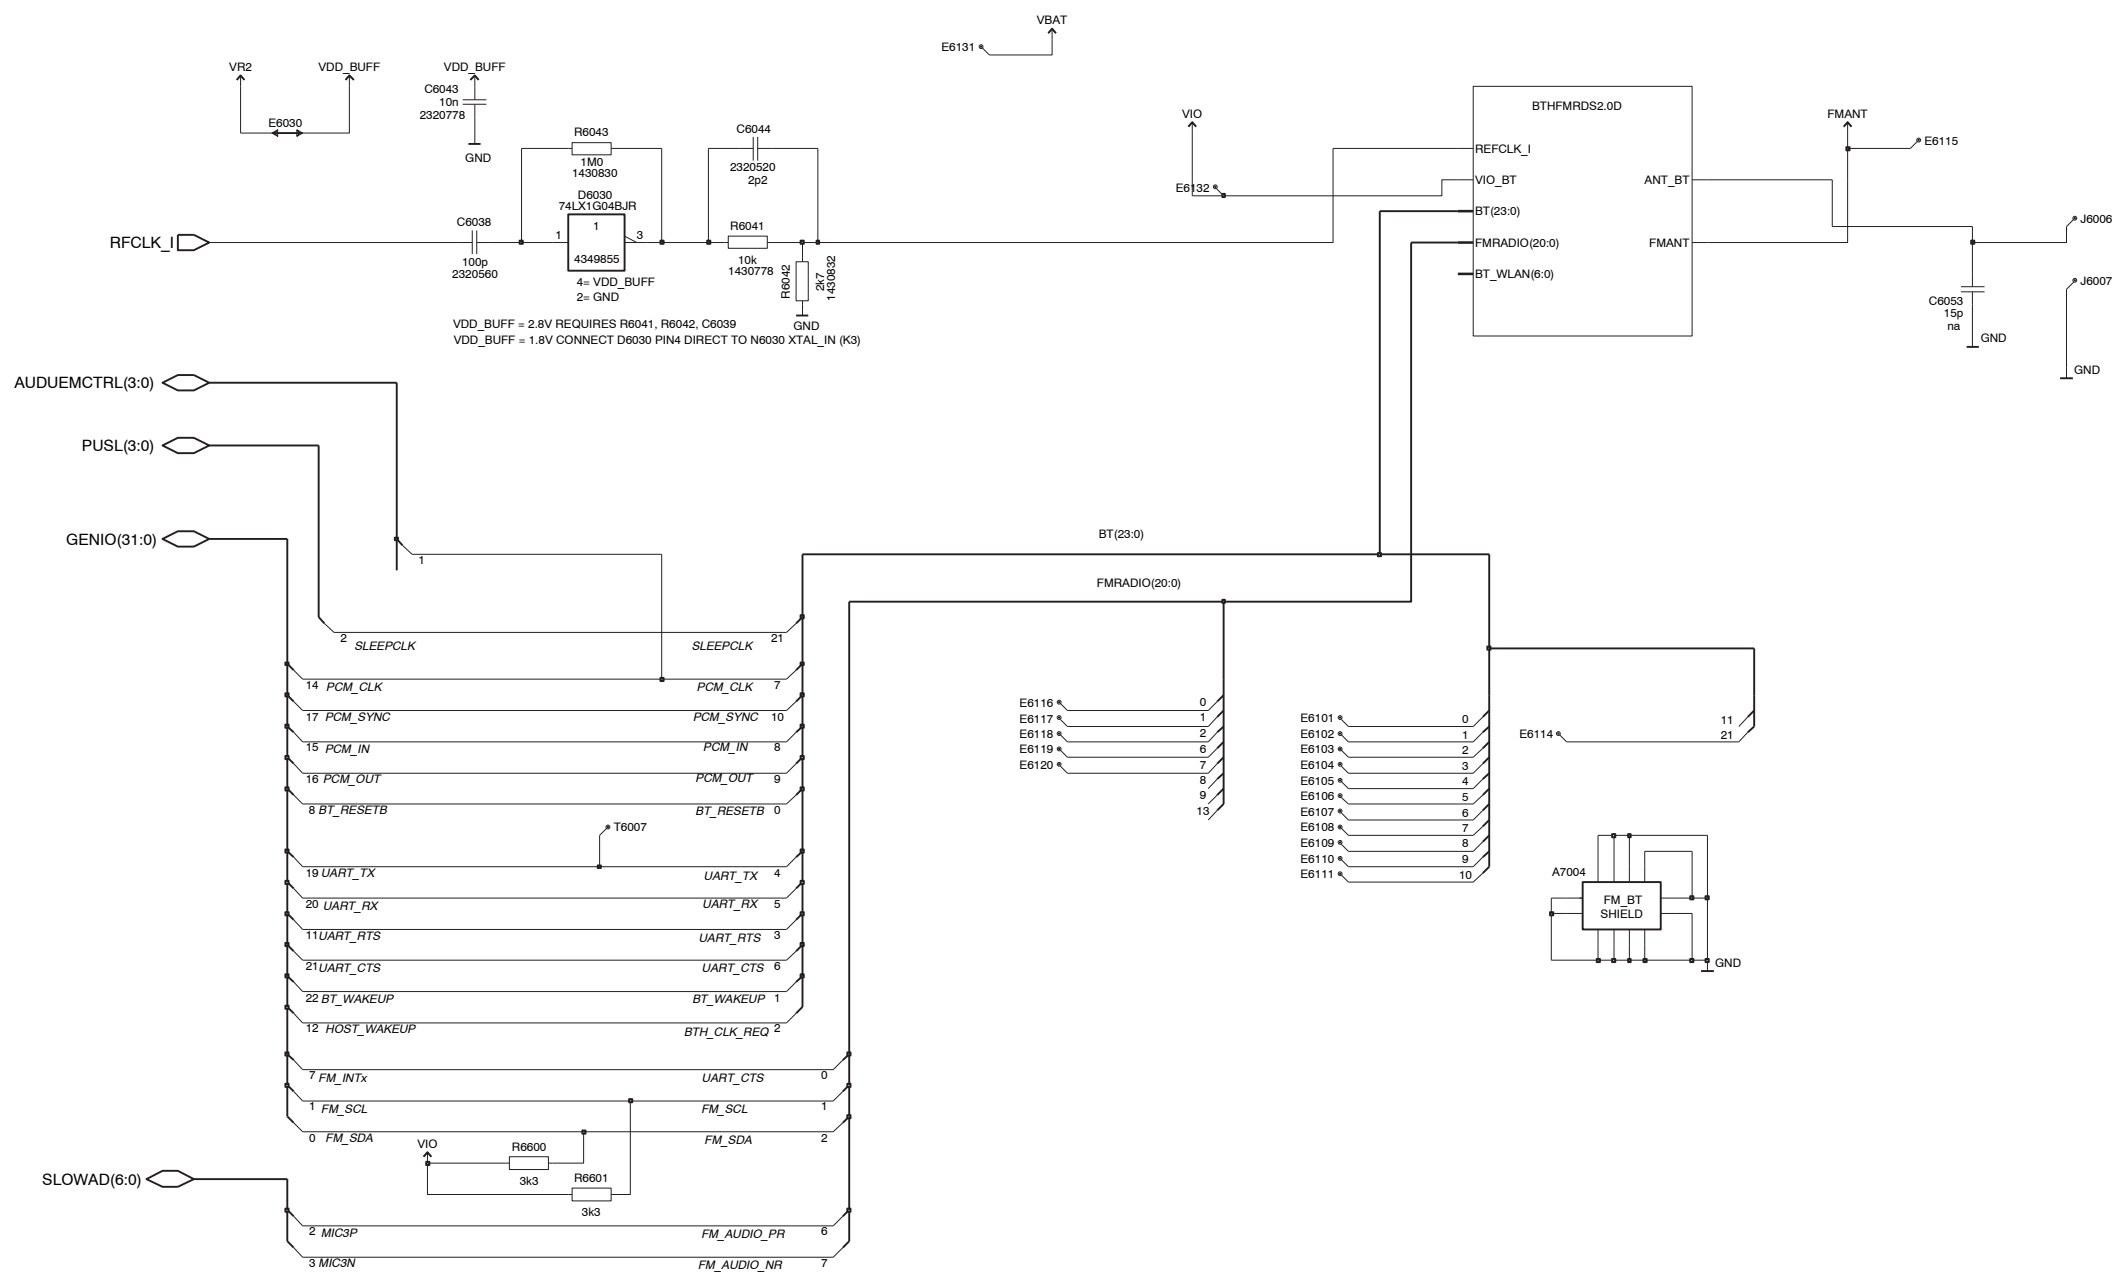 VBAT
E6131
VR2
VDD_BUFF
E6030
VDD_BUFF
C6043
10n
2320778
GND
R6043
1M0
1430830
C6044
2320520
2p2
VIO
E6132
BTHFMRDS2.0D
REFCLK_I
VIO_BT
BT(23:0)
FMRADIO(20:0)
BT_WLAN(6:0)
ANT_BT
FMANT
FMANT
E6115
J6006
J6007
C6053
15p
na
GND
GND
RFCLK_I
C6038
100p
2320560
D6030
74LX1G04BJR
1
1
3
4349855
4= VDD_BUFF
2= GND
R6041
10k
1430778
R6042
2k7
1430832
GND
VDD_BUFF = 2.8V REQUIRES R6041, R6042, C6039
VDD_BUFF = 1.8V CONNECT D6030 PIN4 DIRECT TO N6030 XTAL_IN (K3)
AUDUEMCTRL(3:0)
PUSL(3:0)
GENIO(31:0)
1
BT(23:0)
FMRADIO(20:0)
2 SLEEPCLK SLEEPCLK 21
14 PCM_CLK PCM_CLK 7
17 PCM_SYNC PCM_SYNC 10
15 PCM_IN PCM_IN 8
16 PCM_OUT PCM_OUT 9
8 BT_RESETB BT_RESETB 0
T6007
19 UART_TX UART_TX 4
20 UART_RX UART_RX 5
11 UART_RTS UART_RTS 3
21 UART_CTS UART_CTS 6
22 BT_WAKEUP BT_WAKEUP 1
12 HOST_WAKEUP BTH_CLK_REQ 2
7 FM_INTx UART_CTS 0
1 FM_SCL FM_SCL 1
0 FM_SDA FM_SDA 2
VIO
R6600
3k3
R6601
3k3
SLOWAD(6:0)
2 MIC3P FM_AUDIO_PR 6
3 MIC3N FM_AUDIO_NR 7
E6116 0
E6117 1
E6118 2
E6119 6
E6120 7
8
9
13
E6101 0
E6102 1
E6103 2
E6104 3
E6105 4
E6106 5
E6107 6
E6108 7
E6109 8
E6110 9
E6111 10
11
E6114 21
A7004
FM_BT
SHIELD
GND